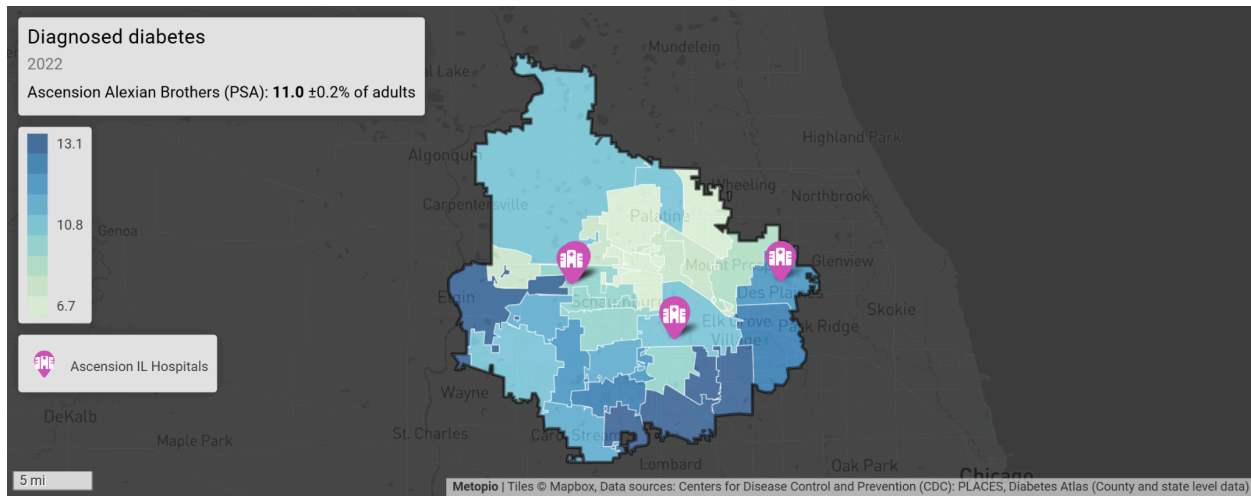 Diagnosed diabetes
2022
Ascension Alexian Brothers (PSA): 11.0 ±0.2% of adults
13.1
10.8
6.7
Ascension IL Hospitals
Mundelein
al Lake
Highland Park
Algonquin
Wheeling
Northbrook
Carpentersville
Palatine
Genoa
Mount Prosp
Glenview
Elgin
Schaumburg
Des Plaines
Skokie
Elk Grove
Village
Park Ridge
Wayne
DeKalb
Maple Park
St. Charles
Carol Stream
Lombard
Oak Park
Chicago
5 mi
Metopio | Tiles © Mapbox, Data sources: Centers for Disease Control and Prevention (CDC): PLACES, Diabetes Atlas (County and state level data)